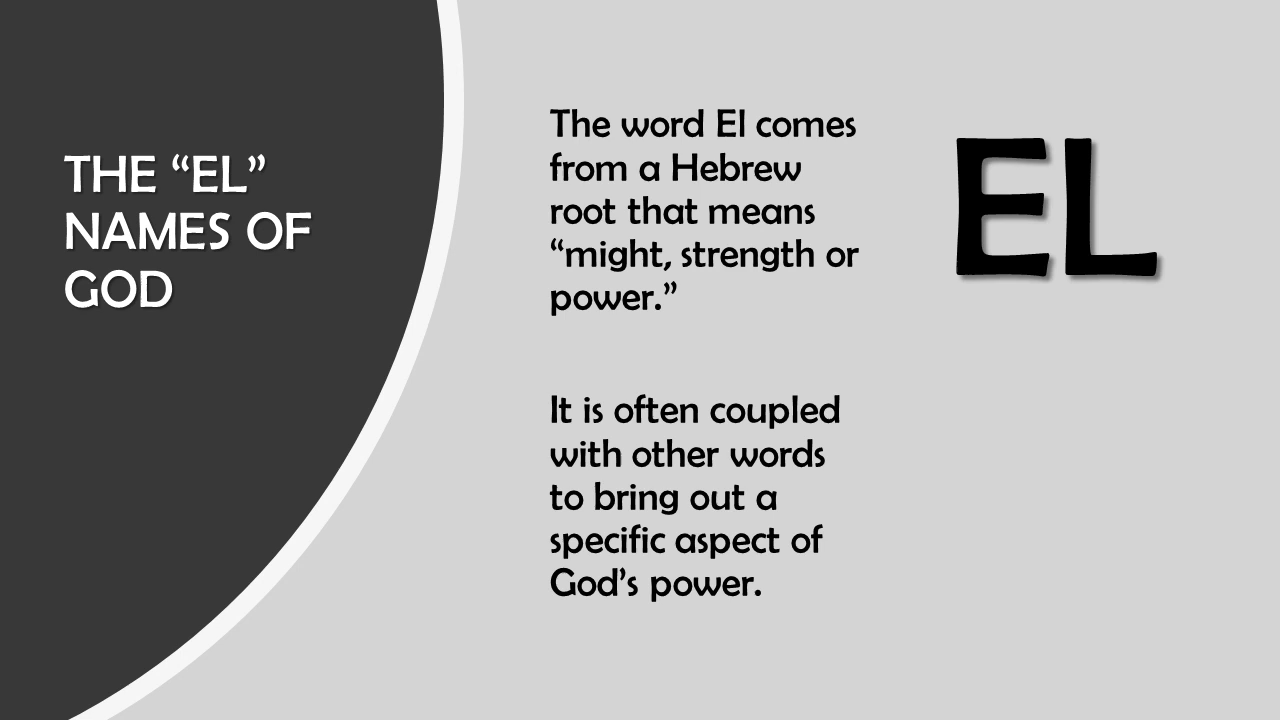 THE “EL”
NAMES OF
GOD
The word El comes
from a Hebrew
root that means
“might, strength or
power.”
It is often coupled
with other words
to bring out a
specific aspect of
God’s power.
EL